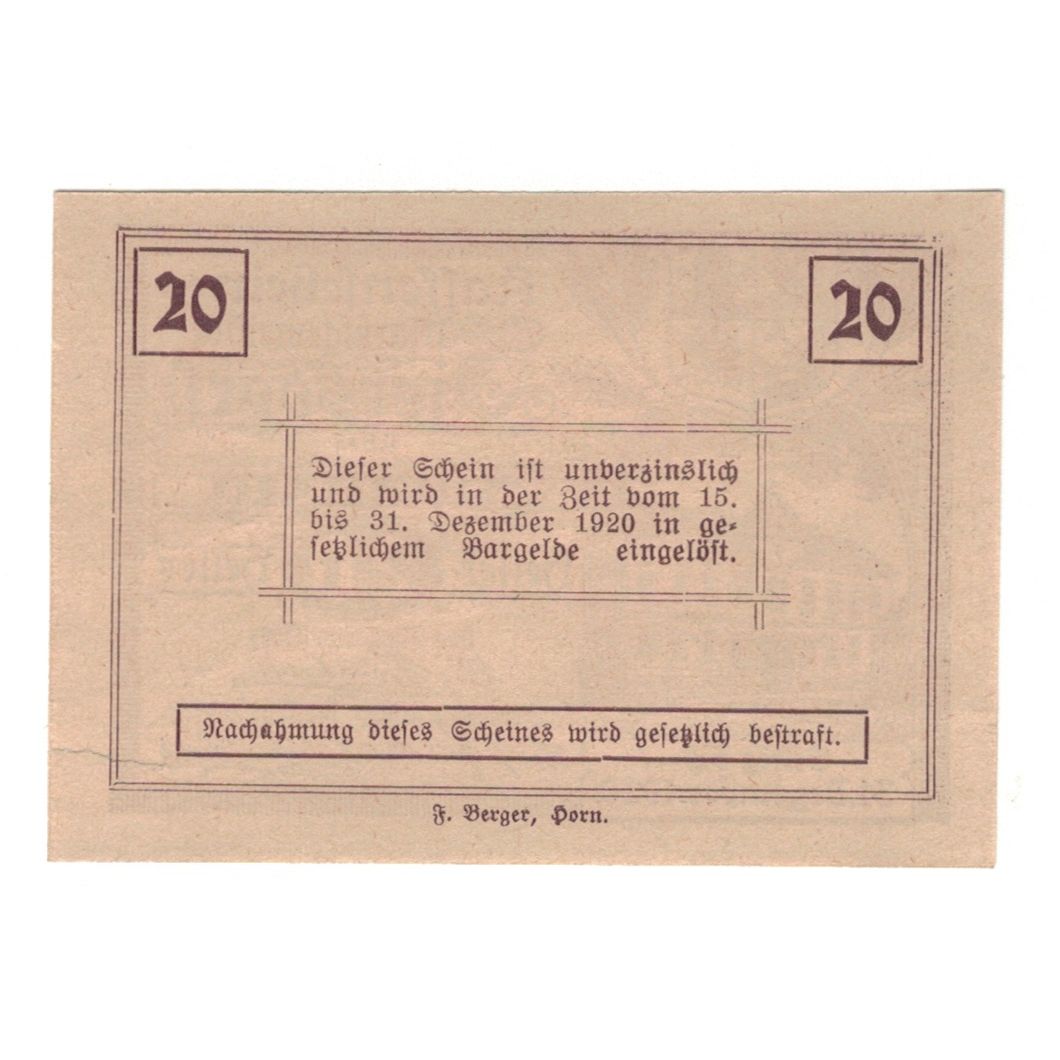 20 20
Dieser Schein ist unverzinslich
und wird in der Zeit vom 15.
bis 31. Dezember 1920 in ge-
setzlichem Bargelde eingelöst.
Nachahmung dieses Scheines wird gesetzlich bestraft.
F. Berger, Horn.